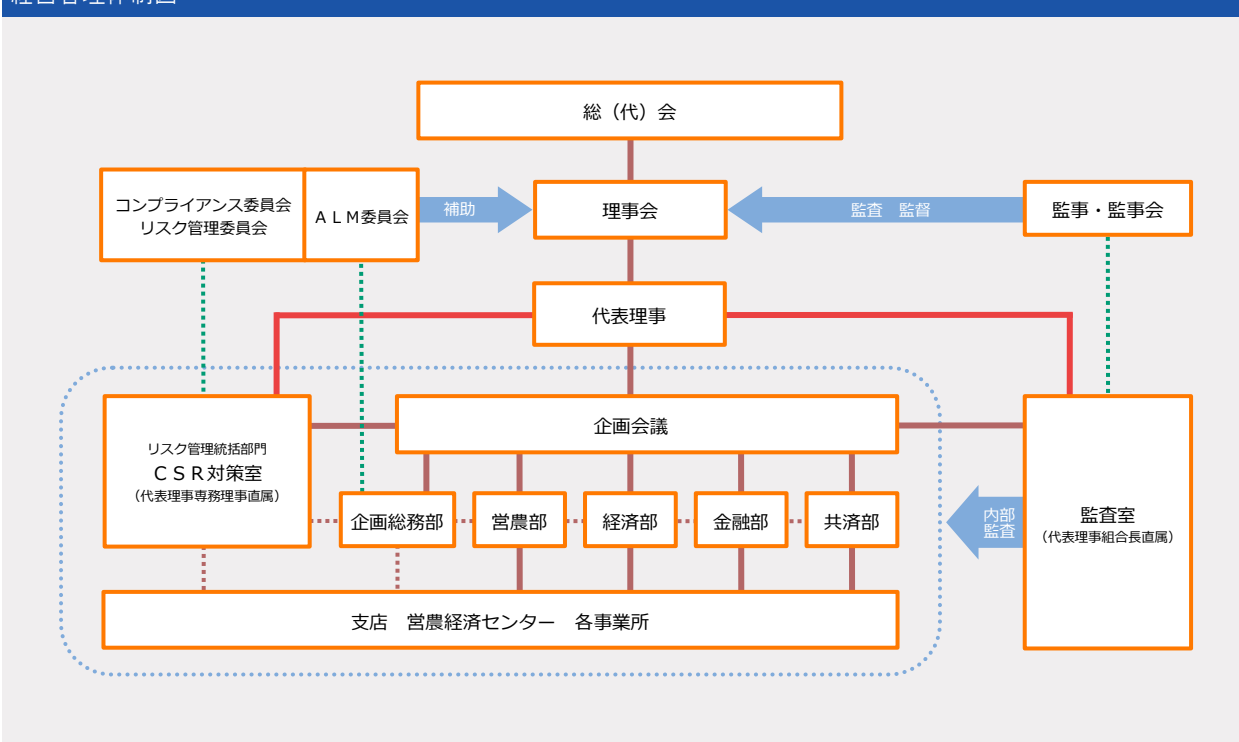 総（代）会
コンプライアンス委員会
リスク管理委員会
ＡＬＭ委員会
補助
理事会
監査　監督
監事・監事会
代表理事
リスク管理統括部門
ＣＳＲ対策室
（代表理事専務理事直属）
企画会議
企画総務部
営農部
経済部
金融部
共済部
内部
監査
監査室
（代表理事組合長直属）
支店　営農経済センター　各事業所